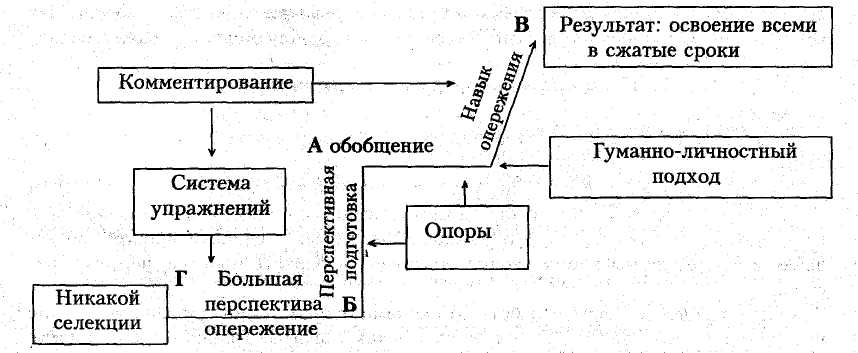 В
Результат: освоение всеми
в сжатые сроки
Комментирование
Навык
опережения
А обобщение
Гуманно-личностный
подход
Система
упражнений
Перспективная
подготовка
Опоры
Г
Большая
перспектива
опережение
Б
Никакой
селекции